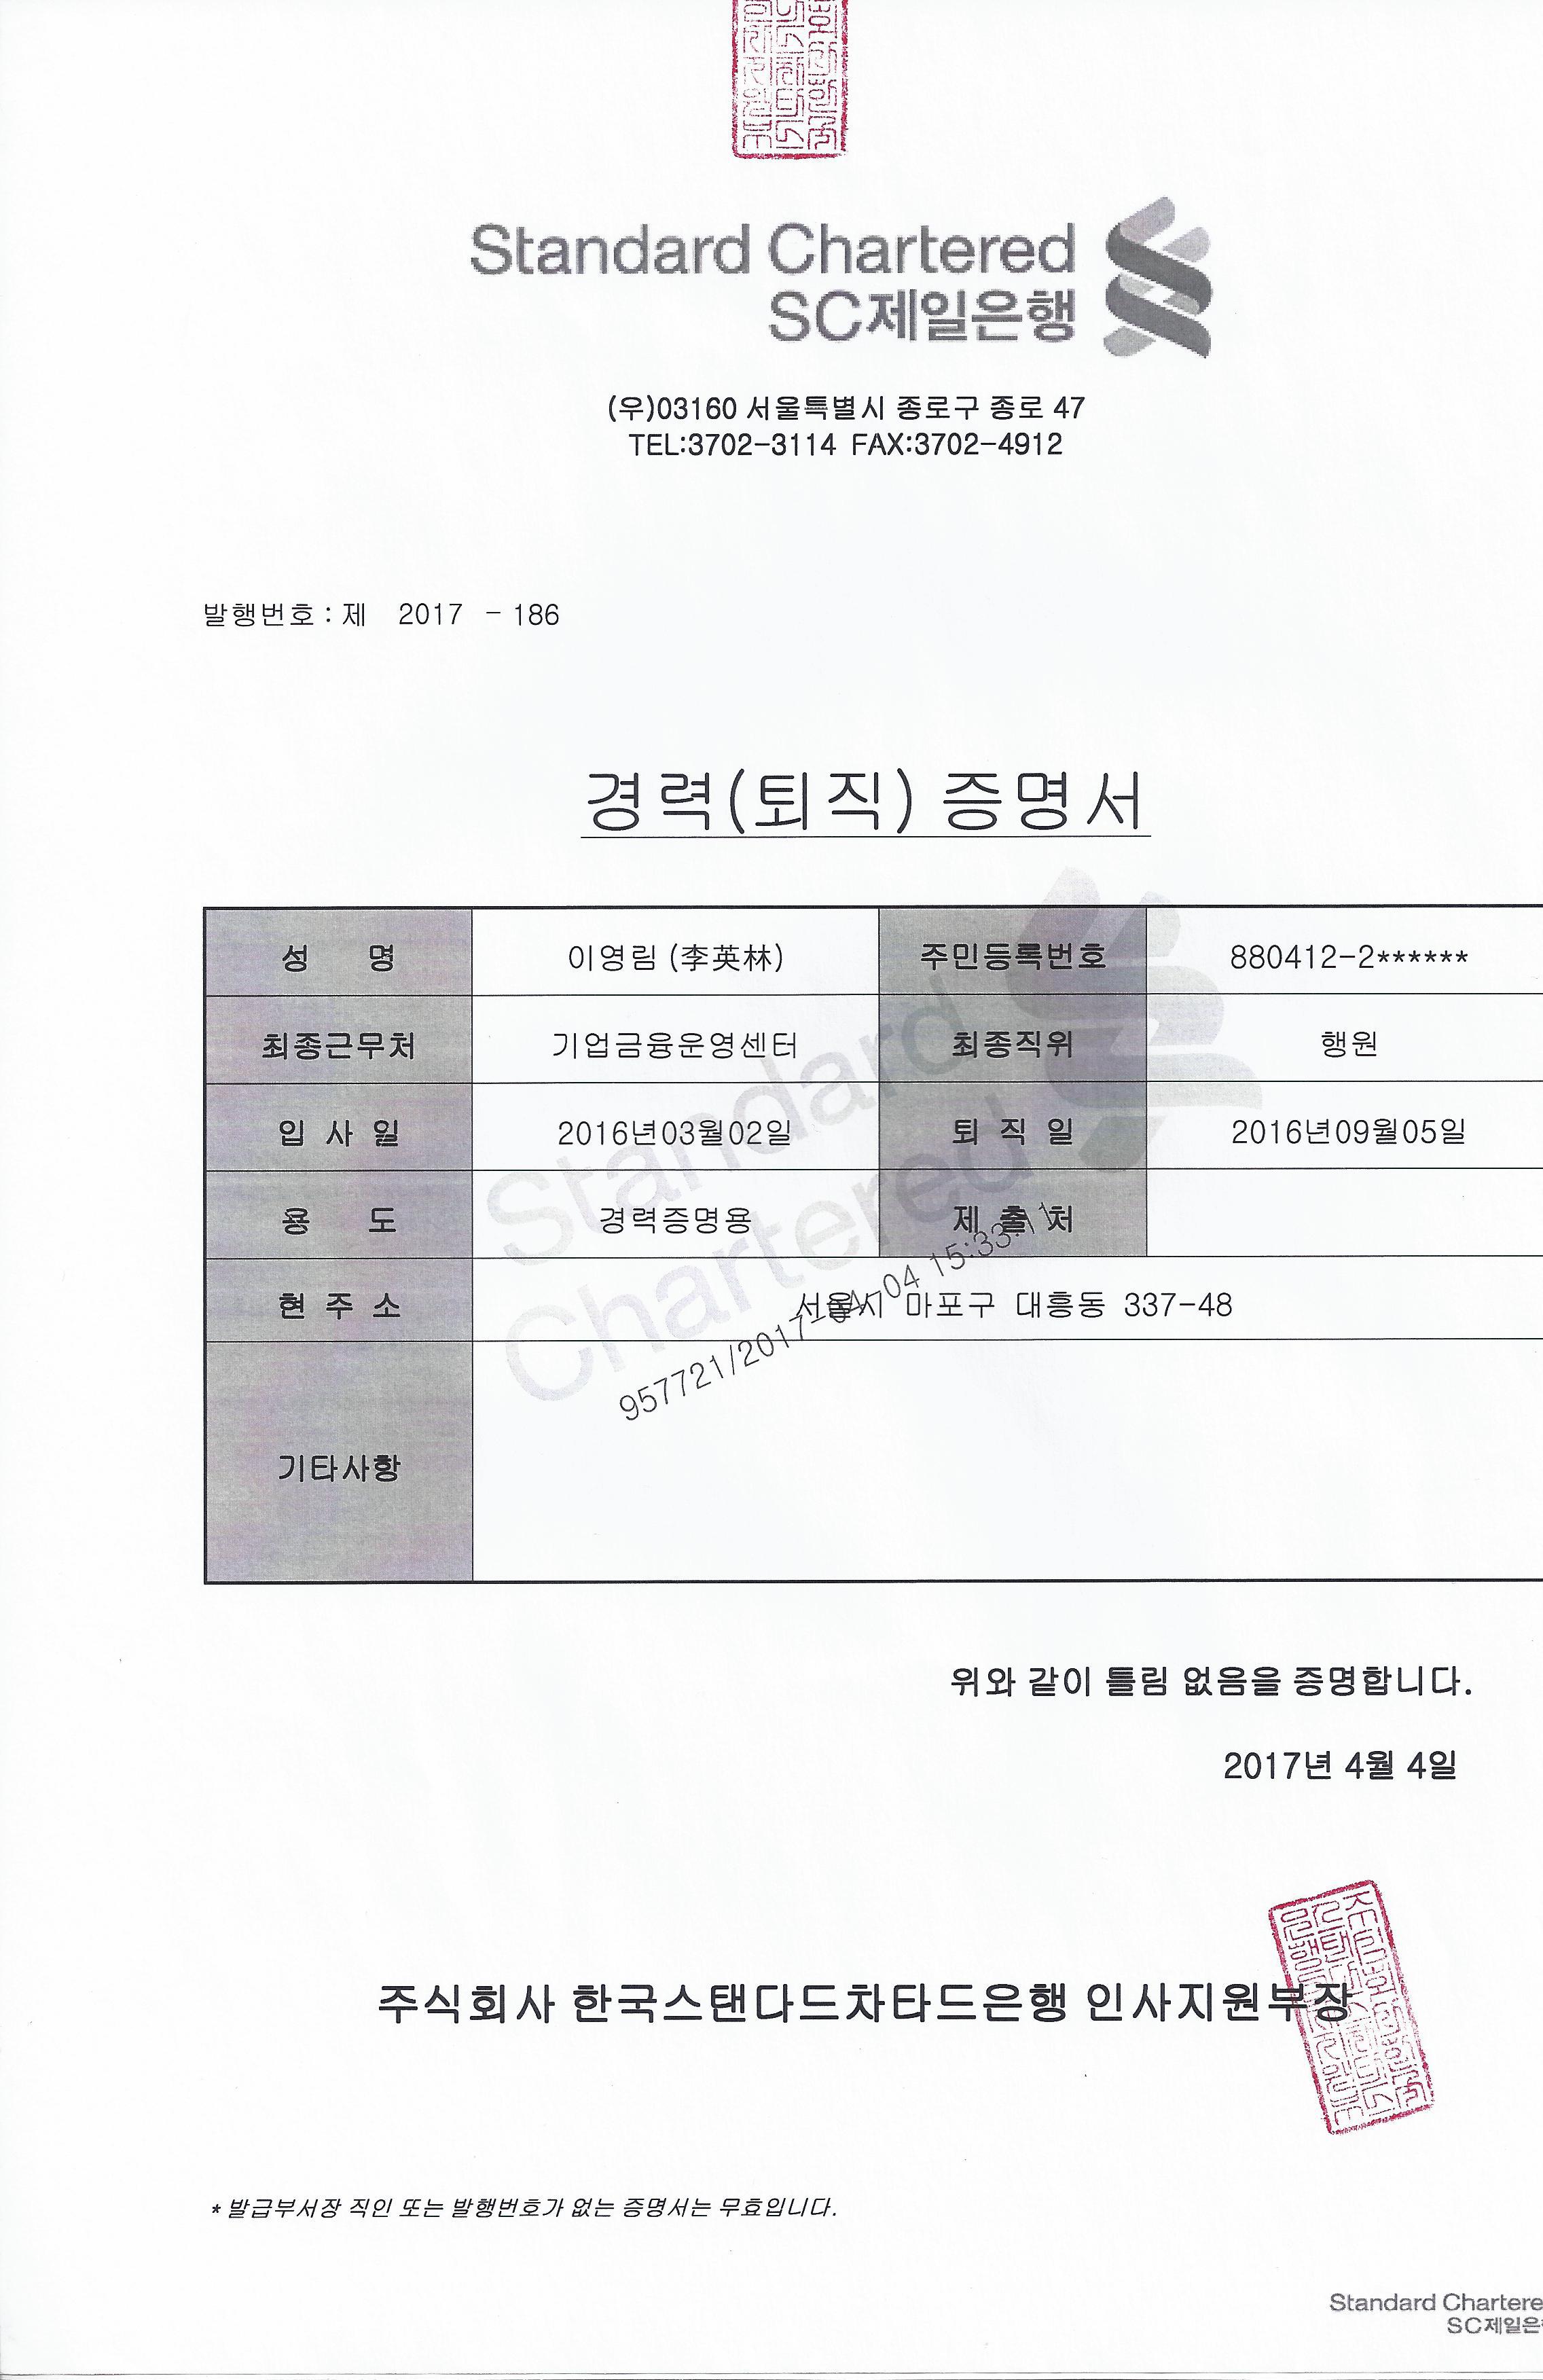 Standard Chartered
SC제일은행
(우)03160 서울특별시 종로구 종로 47
TEL:3702-3114 FAX:3702-4912
발행번호 : 제 2017 - 186
경력(퇴직) 증명서
성 명 이영림 (李英林) 주민등록번호 880412-2******
최종근무처 기업금융운영센터 최종직위 행원
입 사 일 2016년03월02일 퇴 직 일 2016년09월05일
용 도 경력증명용 제 출 처
현 주 소 서울시 마포구 대흥동 337-48
기타사항
Standard
Chartered
957721/2017-04-04 15:33:11
위와 같이 틀림 없음을 증명합니다.
2017년 4월 4일
주식회사 한국스탠다드차타드은행 인사지원부장
* 발급부서장 직인 또는 발행번호가 없는 증명서는 무효입니다.
Standard Chartere
SC제일은